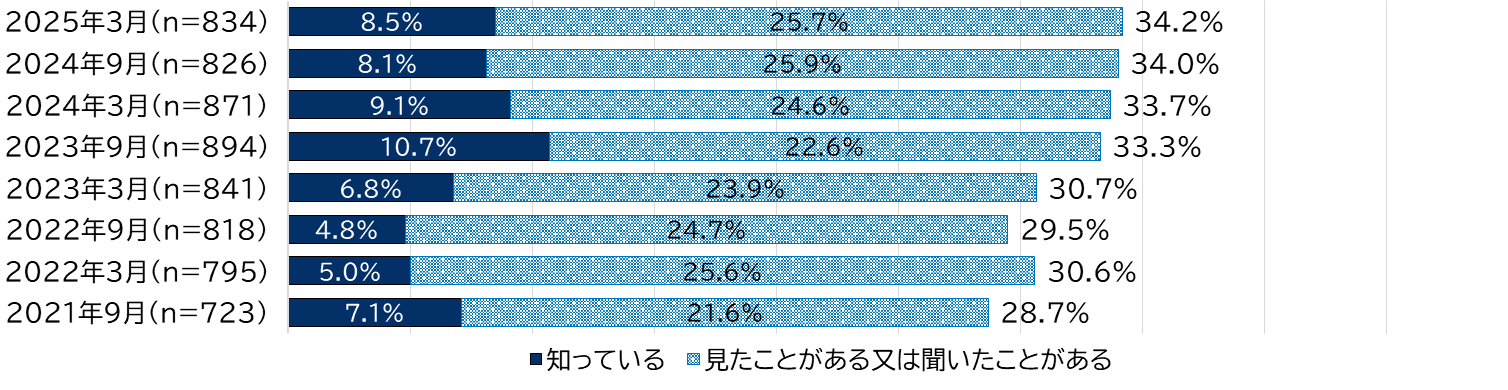 2025年3月(n=834) 8.5% 25.7% 34.2%
2024年9月(n=826) 8.1% 25.9% 34.0%
2024年3月(n=871) 9.1% 24.6% 33.7%
2023年9月(n=894) 10.7% 22.6% 33.3%
2023年3月(n=841) 6.8% 23.9% 30.7%
2022年9月(n=818) 4.8% 24.7% 29.5%
2022年3月(n=795) 5.0% 25.6% 30.6%
2021年9月(n=723) 7.1% 21.6% 28.7%
知っている 見たことがある又は聞いたことがある